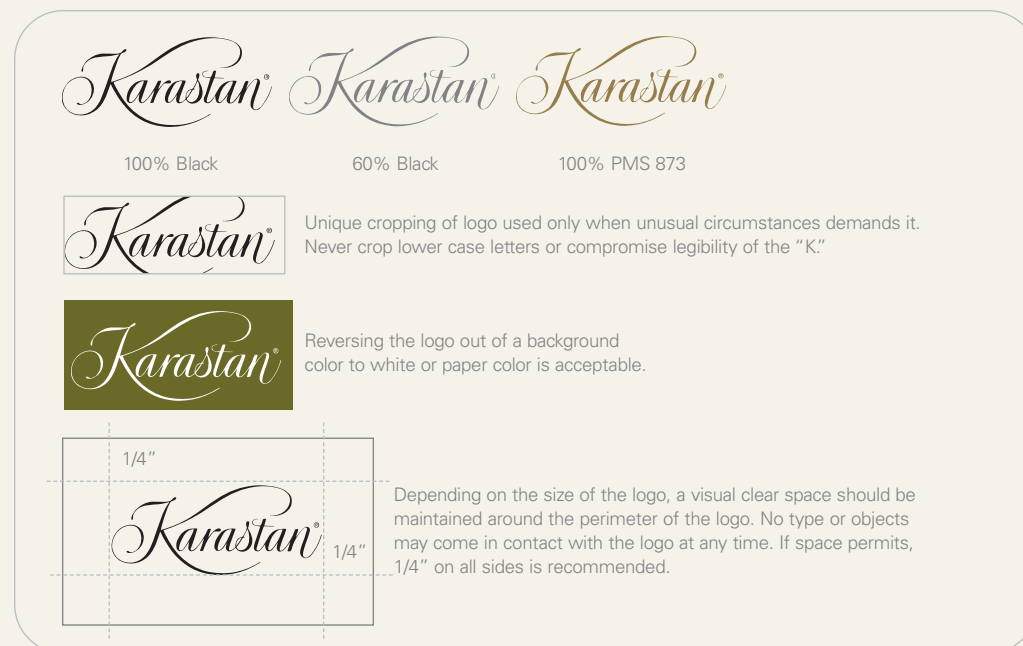 Karastan® Karastan® Karastan®
100% Black 60% Black 100% PMS 873
Karastan®
Unique cropping of logo used only when unusual circumstances demands it.
Never crop lower case letters or compromise legibility of the “K.”
Karastan®
Reversing the logo out of a background
color to white or paper color is acceptable.
1/4”
Karastan®
1/4”
Depending on the size of the logo, a visual clear space should be
maintained around the perimeter of the logo. No type or objects
may come in contact with the logo at any time. If space permits,
1/4” on all sides is recommended.